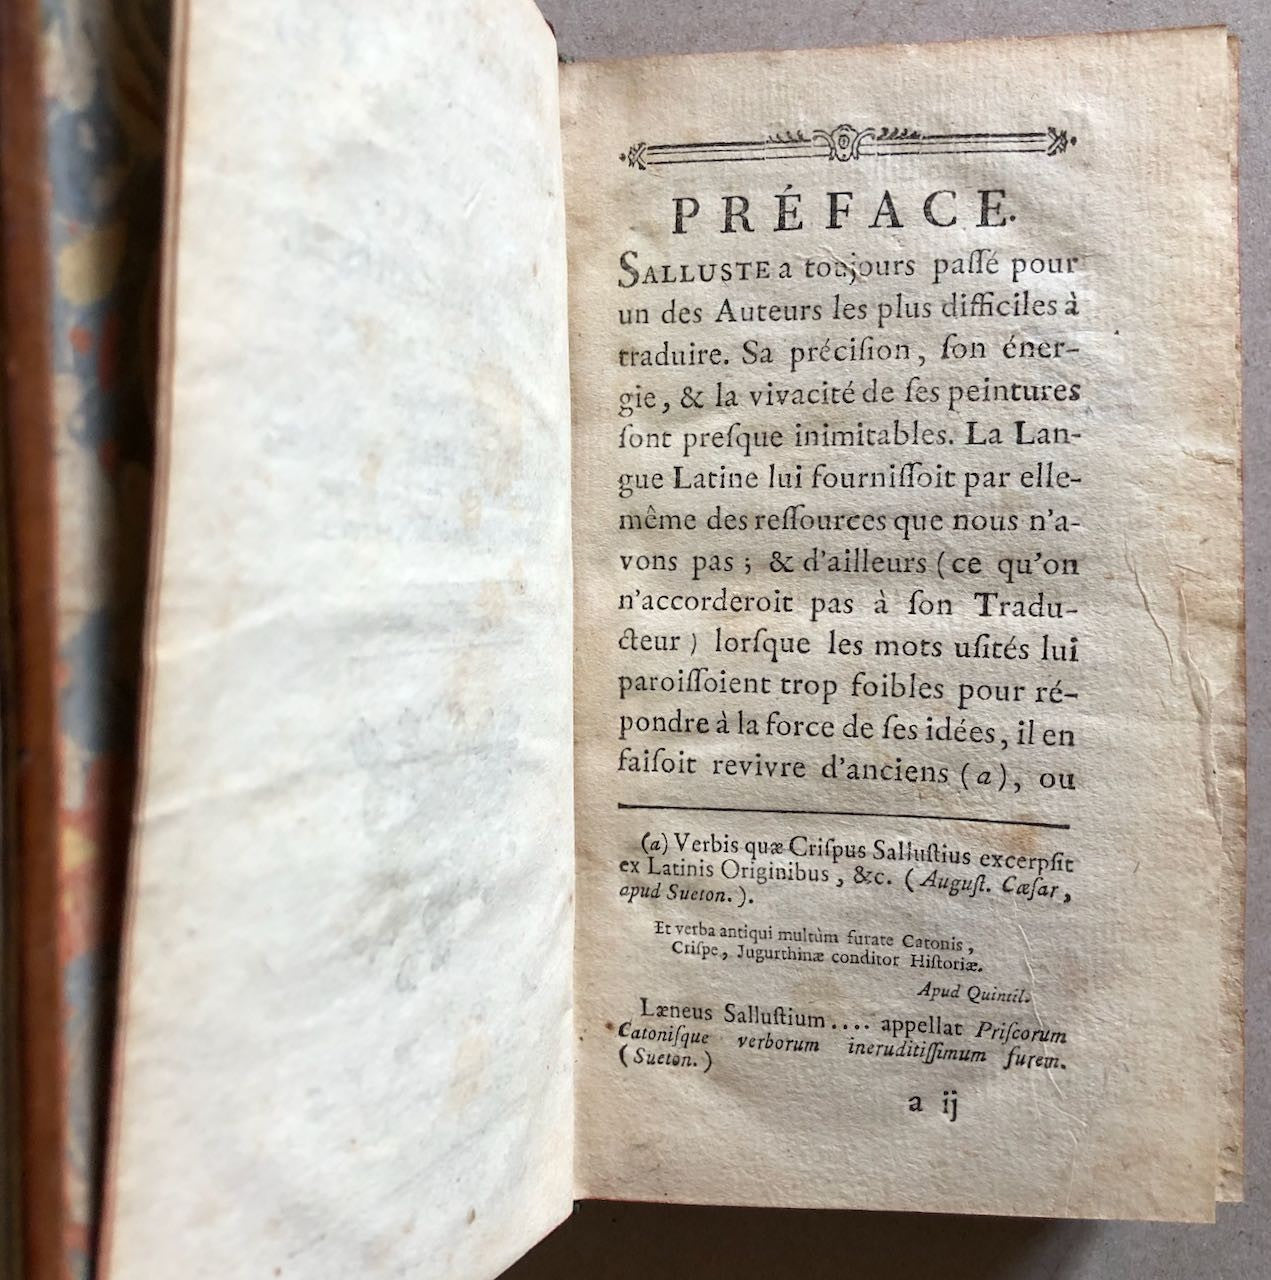 PRÉFACE.
SALLUSTE a toujours paſſé pour
un des Auteurs les plus difficiles à
traduire. Sa préciſion, ſon éner-
gie, & la vivacité de ſes peintures
ſont preſque inimitables. La Lan-
gue Latine lui fourniſſoit par elle-
même des reſſources que nous n'a-
vons pas ; & d'ailleurs (ce qu'on
n'accorderoit pas à ſon Tradu-
cteur) lorſque les mots uſités lui
paroiſſoient trop foibles pour ré-
pondre à la force de ſes idées, il en
faiſoit revivre d'anciens (a), ou
(a) Verbis quæ Criſpus Salluſtius excerpſit
ex Latinis Originibus, &c. (Auguſt. Cæſar,
apud Sueton.).
Et verba antiqui multùm furate Catonis,
Criſpe, Jugurthinæ conditor Hiſtoriæ.
Apud Quintil.
Læneus Salluſtium.... appellat Priſcorum
Catoniſque verborum ineruditiſſimum furem.
(Sueton.)
a ij